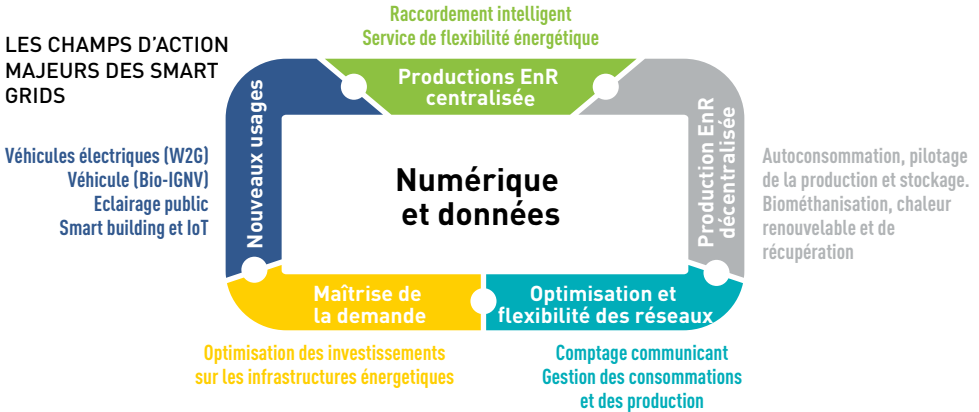 LES CHAMPS D'ACTION
MAJEURS DES SMART
GRIDS
Raccordement intelligent
Service de flexibilité énergétique
Productions EnR
centralisée
Nouveaux usages
Véhicules électriques (W2G)
Véhicule (Bio-IGNV)
Eclairage public
Smart building et IoT
Numérique
et données
Production EnR
décentralisée
Autoconsommation, pilotage
de la production et stockage.
Biométhanisation, chaleur
renouvelable et de
récupération
Maîtrise de
la demande
Optimisation des investissements
sur les infrastructures énergetiques
Optimisation et
flexibilité des réseaux
Comptage communicant
Gestion des consommations
et des production